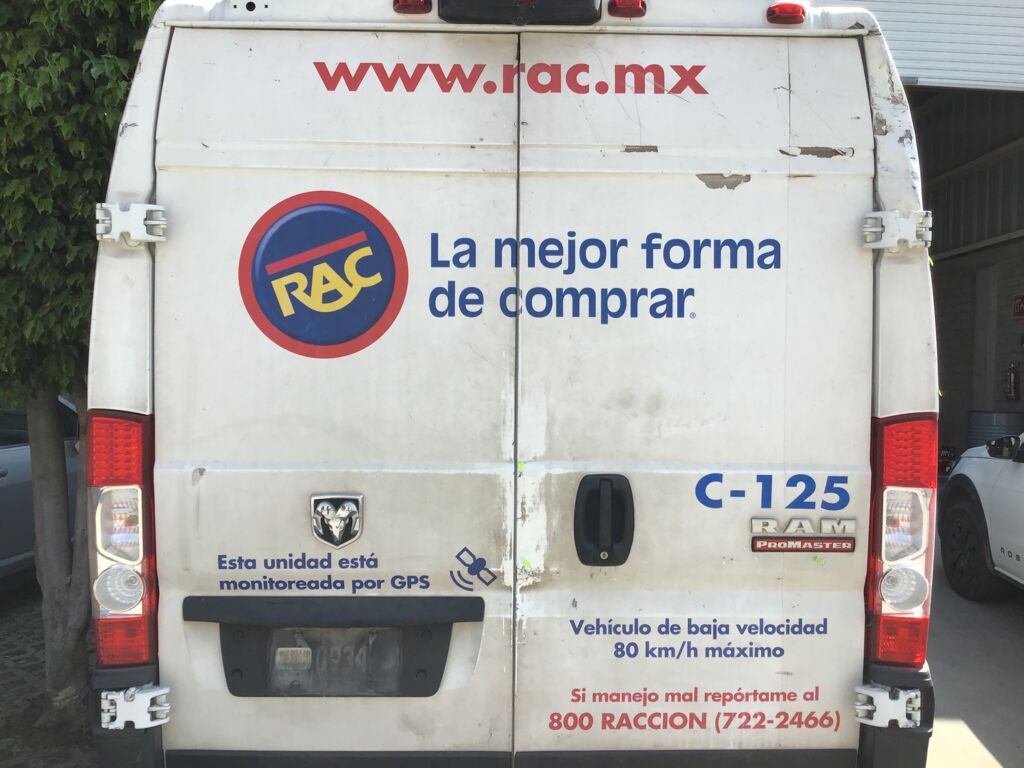 www.rac.mx
RAC
La mejor forma
de comprar®
C-125
RAM
PROMASTER
Esta unidad está
monitoreada por GPS
Vehículo de baja velocidad
80 km/h máximo
Si manejo mal repórtame al
800 RACCION (722-2466)